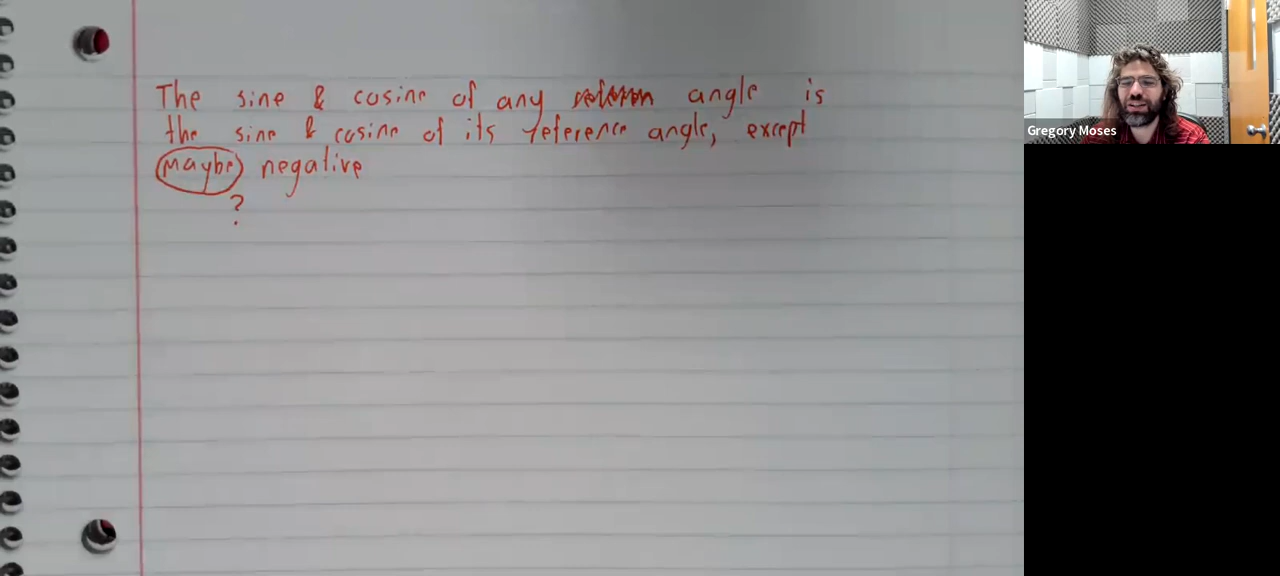 The sine & cosine of any angle is
the sine & cosine of its reference angle, except
maybe negative
?
Gregory Moses